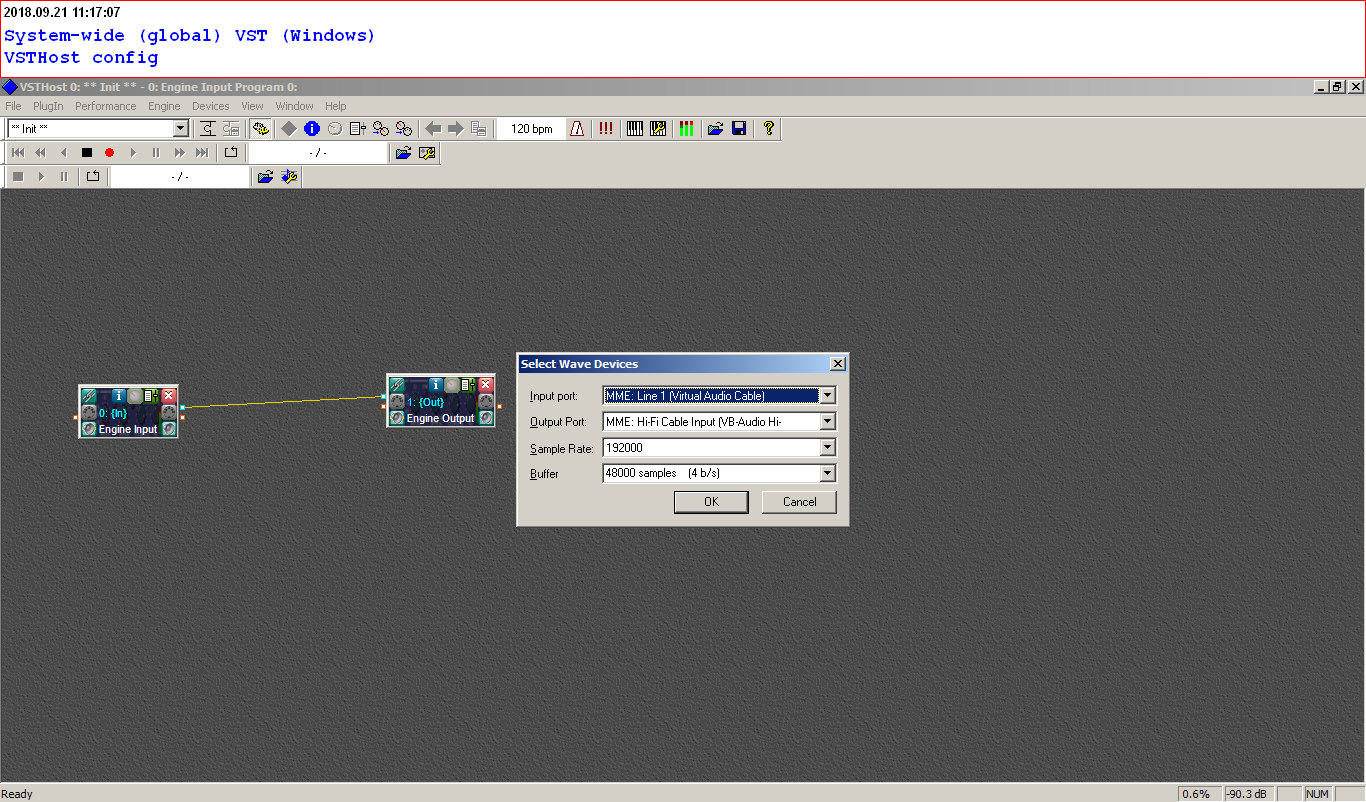 2018.09.21 11:17:07
System-wide (global) VST (Windows)
VSTHost config
VSTHost 0: ** Init ** - 0: Engine Input Program 0:
File PlugIn Performance Engine Devices View Window Help
** Init ** 120 bpm
- / -
- / -
Select Wave Devices
Input port: MME: Line 1 (Virtual Audio Cable)
Output Port: MME: Hi-Fi Cable Input (VB-Audio Hi-
Sample Rate: 192000
Buffer 48000 samples (4 b/s)
OK Cancel
0: {In}
Engine Input
1: {Out}
Engine Output
Ready 0.6% -90.3 dB NUM